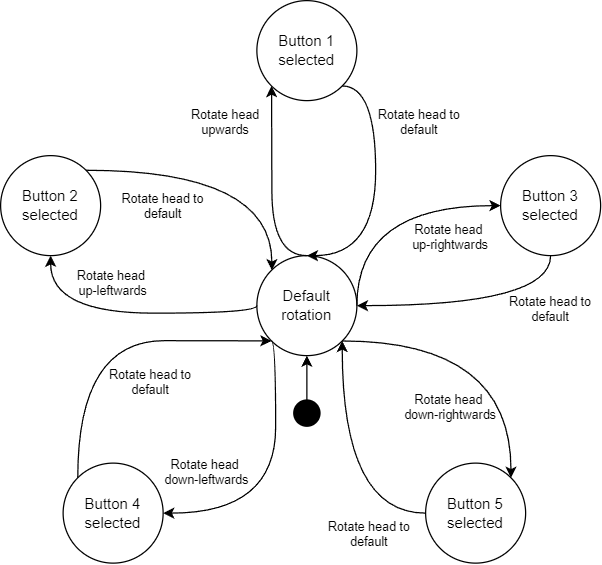 Button 1
selected
Rotate head
upwards
Rotate head to
default
Button 2
selected
Rotate head to
default
Button 3
selected
Rotate head
up-rightwards
Rotate head
up-leftwards
Default
rotation
Rotate head to
default
Rotate head to
default
Rotate head
down-rightwards
Rotate head
down-leftwards
Button 4
selected
Button 5
selected
Rotate head to
default